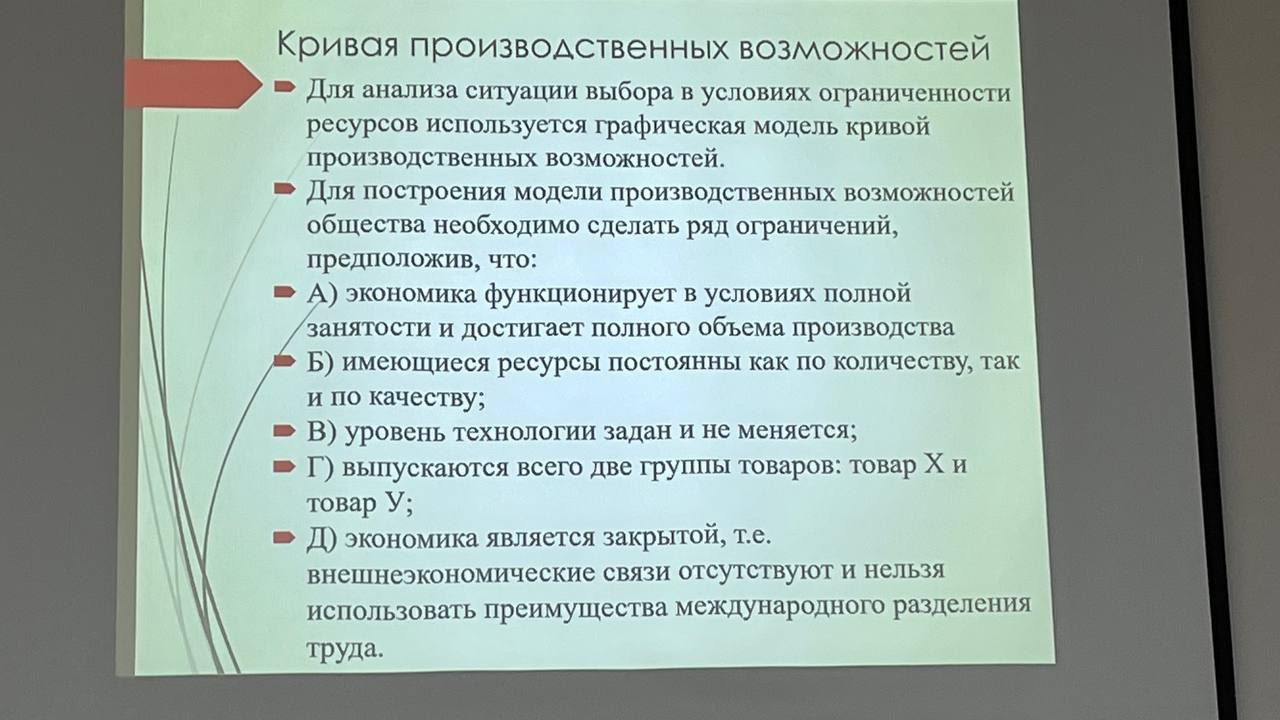 Кривая производственных возможностей
Для анализа ситуации выбора в условиях ограниченности
ресурсов используется графическая модель кривой
производственных возможностей.
Для построения модели производственных возможностей
общества необходимо сделать ряд ограничений,
предположив, что:
А) экономика функционирует в условиях полной
занятости и достигает полного объема производства
Б) имеющиеся ресурсы постоянны как по количеству, так
и по качеству;
В) уровень технологии задан и не меняется;
Г) выпускаются всего две группы товаров: товар Х и
товар У;
Д) экономика является закрытой, т.е.
внешнеэкономические связи отсутствуют и нельзя
использовать преимущества международного разделения
труда.